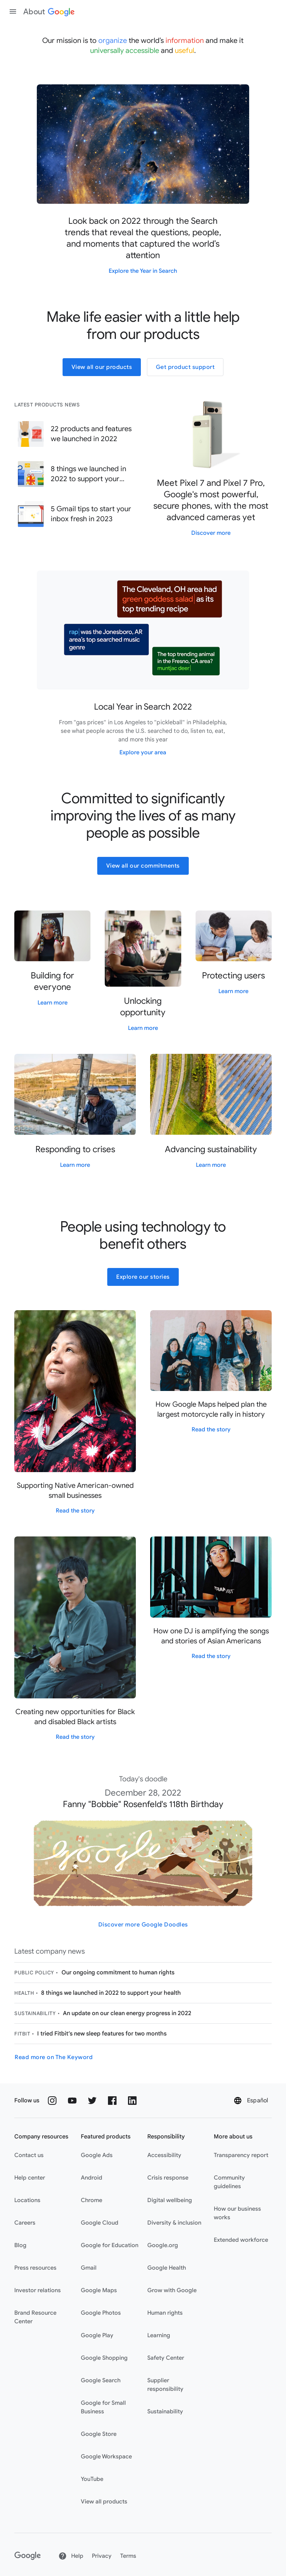 About Google
Our mission is to organize the world's information and make it
universally accessible and useful.
Look back on 2022 through the Search
trends that reveal the questions, people,
and moments that captured the world's
attention
Explore the Year in Search
Make life easier with a little help
from our products
View all our products
Get product support
LATEST PRODUCTS NEWS
22 products and features
we launched in 2022
8 things we launched in
2022 to support your...
5 Gmail tips to start your
inbox fresh in 2023
Meet Pixel 7 and Pixel 7 Pro,
Google's most powerful,
secure phones, with the most
advanced cameras yet
Discover more
The Cleveland, OH area had
green goddess salad as its
top trending recipe
rap was the Jonesboro, AR
area's top searched music
genre
The top trending animal
in the Fresno, CA area?
muntjac deer
Local Year in Search 2022
From "gas prices" in Los Angeles to "pickleball" in Philadelphia,
see what people across the U.S. searched to do, listen to, eat,
and more this year
Explore your area
Committed to significantly
improving the lives of as many
people as possible
View all our commitments
Building for
everyone
Learn more
Unlocking
opportunity
Learn more
Protecting users
Learn more
Responding to crises
Learn more
Advancing sustainability
Learn more
People using technology to
benefit others
Explore our stories
Supporting Native American-owned
small businesses
Read the story
How Google Maps helped plan the
largest motorcycle rally in history
Read the story
Creating new opportunities for Black
and disabled Black artists
Read the story
How one DJ is amplifying the songs
and stories of Asian Americans
Read the story
Today's doodle
December 28, 2022
Fanny "Bobbie" Rosenfeld's 118th Birthday
Google
Discover more Google Doodles
Latest company news
PUBLIC POLICY • Our ongoing commitment to human rights
HEALTH • 8 things we launched in 2022 to support your health
SUSTAINABILITY • An update on our clean energy progress in 2022
FITBIT • I tried Fitbit's new sleep features for two months
Read more on The Keyword
Follow us
Español
Company resources
Contact us
Help center
Locations
Careers
Blog
Press resources
Investor relations
Brand Resource
Center
Featured products
Google Ads
Android
Chrome
Google Cloud
Google for Education
Gmail
Google Maps
Google Photos
Google Play
Google Shopping
Google Search
Google for Small
Business
Google Store
Google Workspace
YouTube
View all products
Responsibility
Accessibility
Crisis response
Digital wellbeing
Diversity & inclusion
Google.org
Google Health
Grow with Google
Human rights
Learning
Safety Center
Supplier
responsibility
Sustainability
More about us
Transparency report
Community
guidelines
How our business
works
Extended workforce
Google
Help
Privacy
Terms